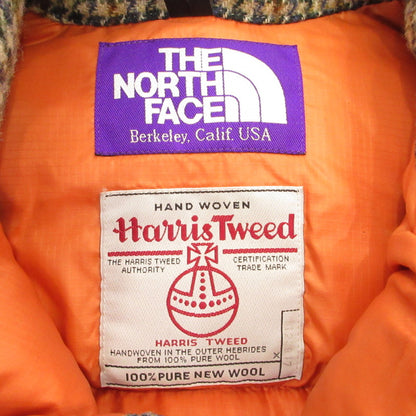 THE
NORTH
FACE
Berkeley, Calif. USA
HAND WOVEN
Harris Tweed
THE HARRIS TWEED CERTIFICATION
AUTHORITY TRADE MARK
HARRIS TWEED
HANDWOVEN IN THE OUTER HEBRIDES
FROM 100% PURE WOOL
100% PURE NEW WOOL